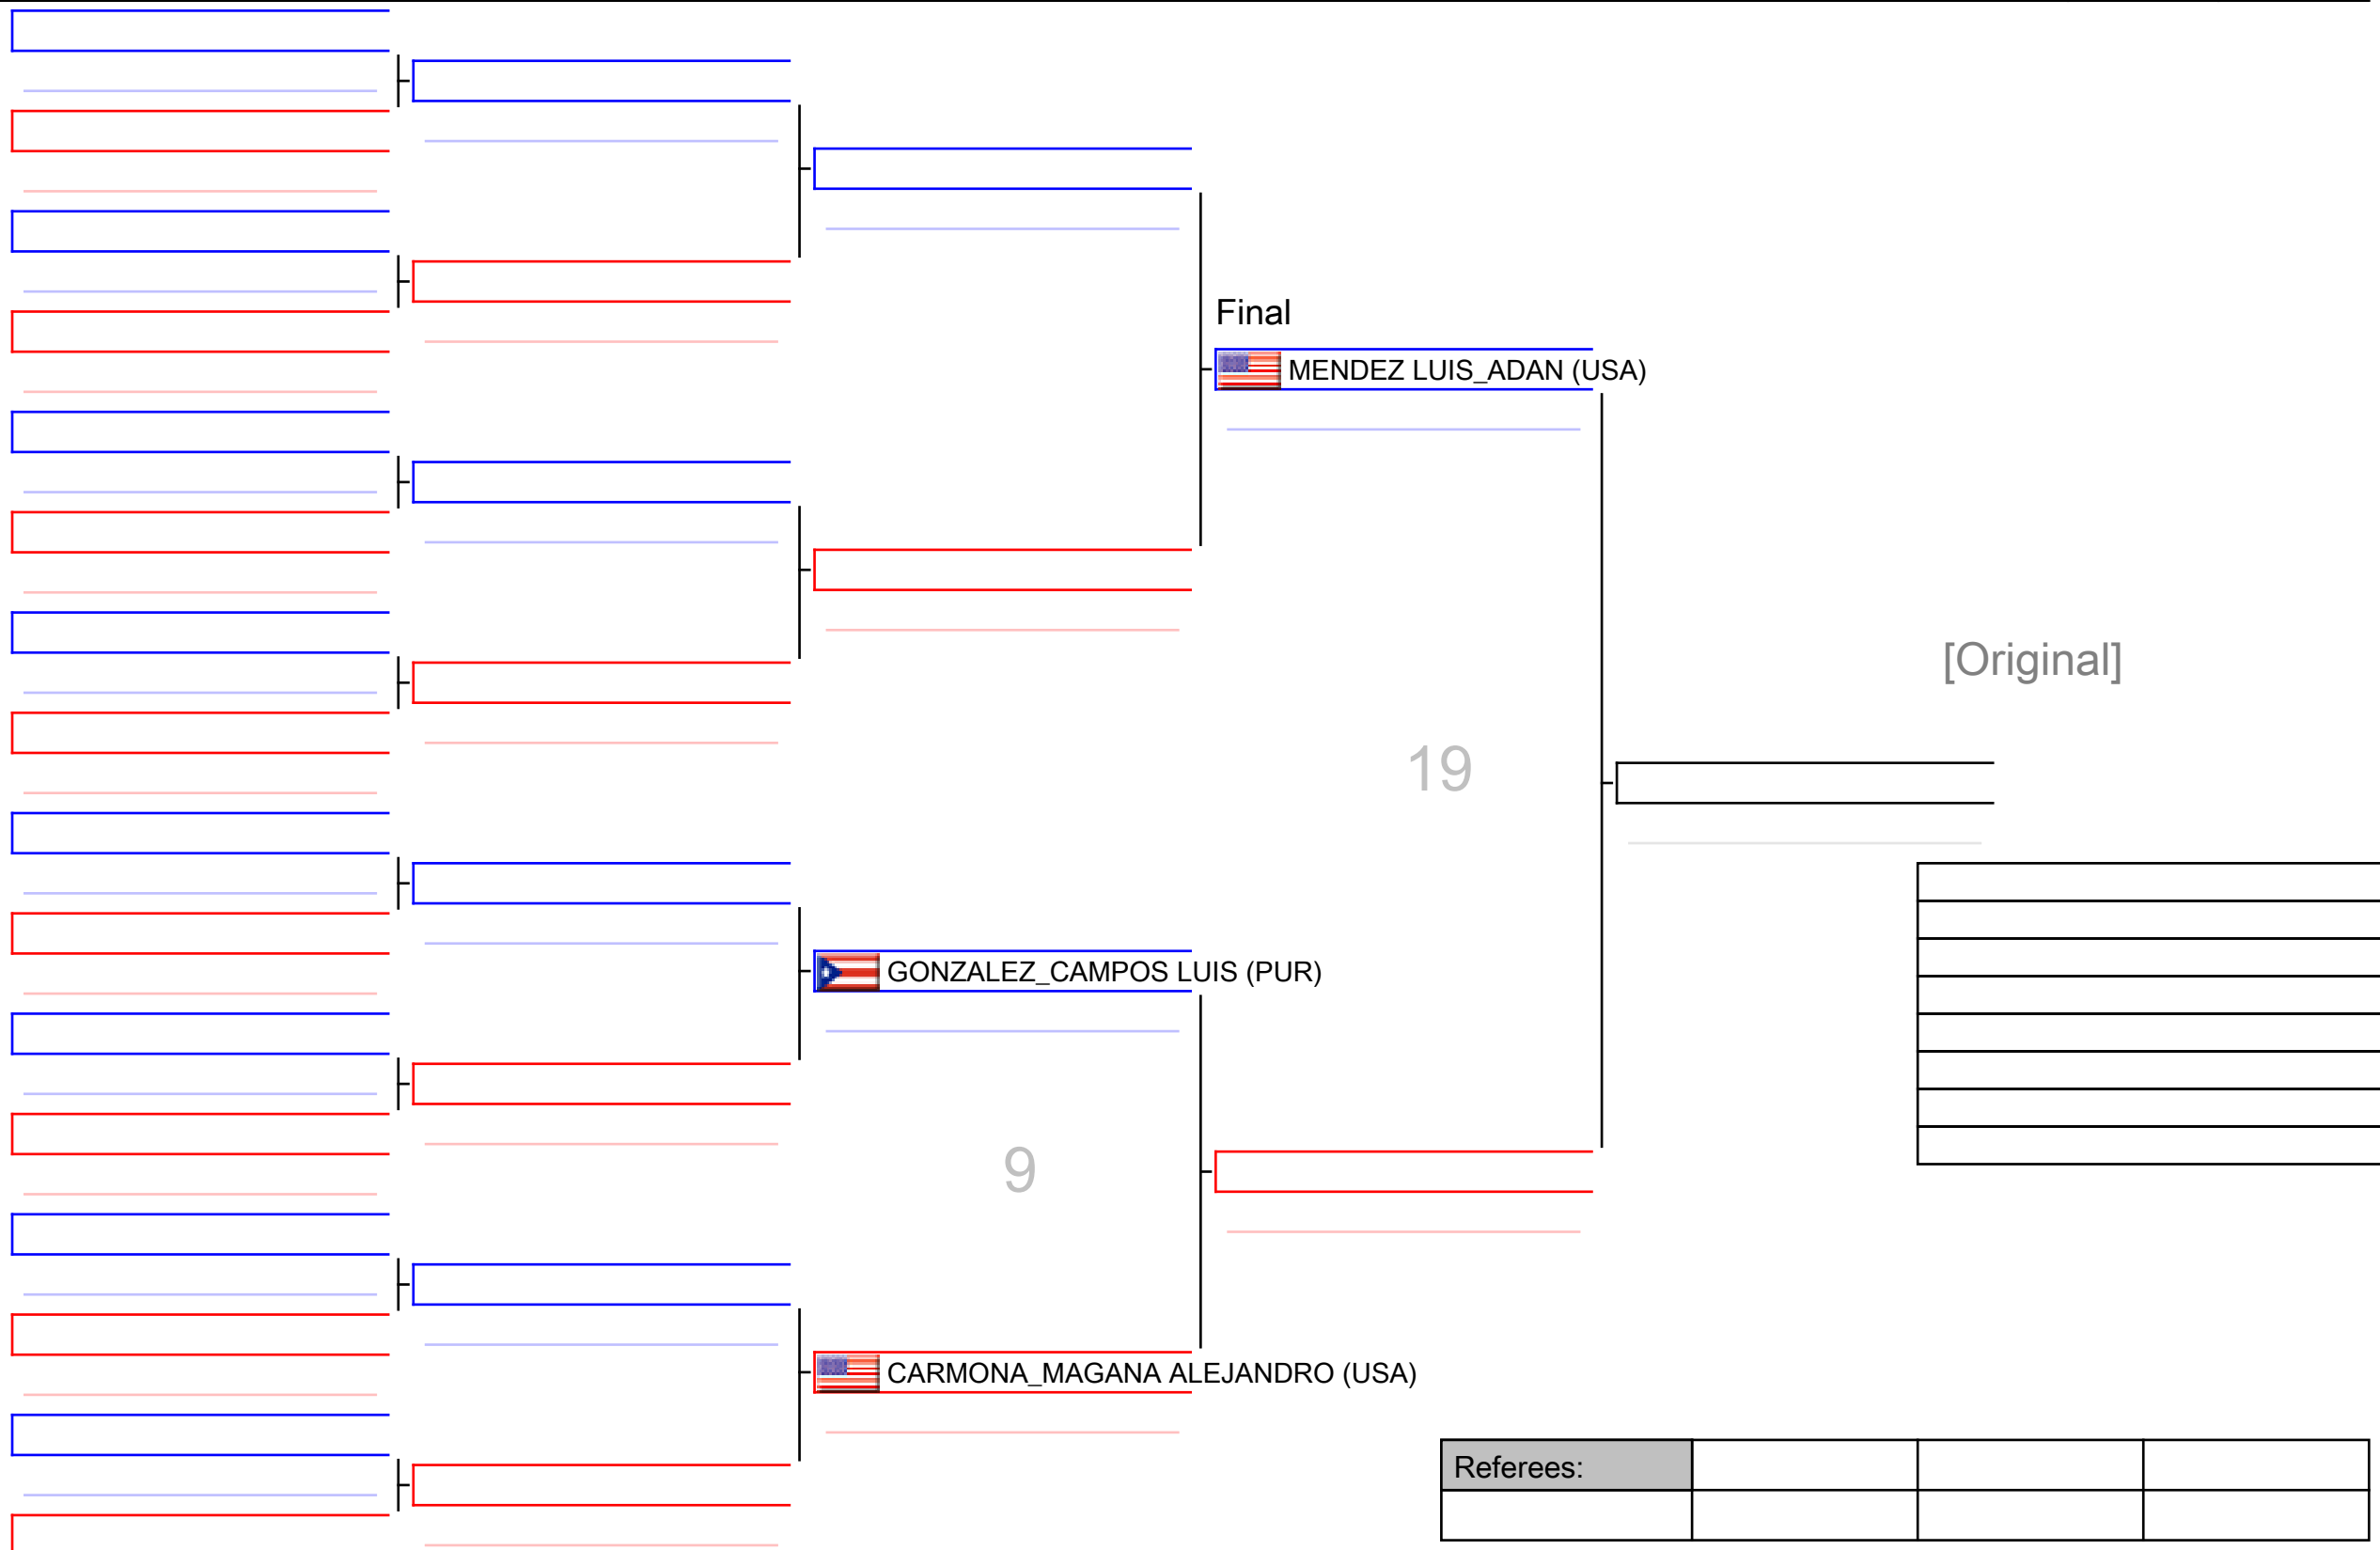 Final
MENDEZ LUIS_ADAN (USA)
[Original]
19
GONZALEZ_CAMPOS LUIS (PUR)
9
CARMONA_MAGANA ALEJANDRO (USA)
Referees: